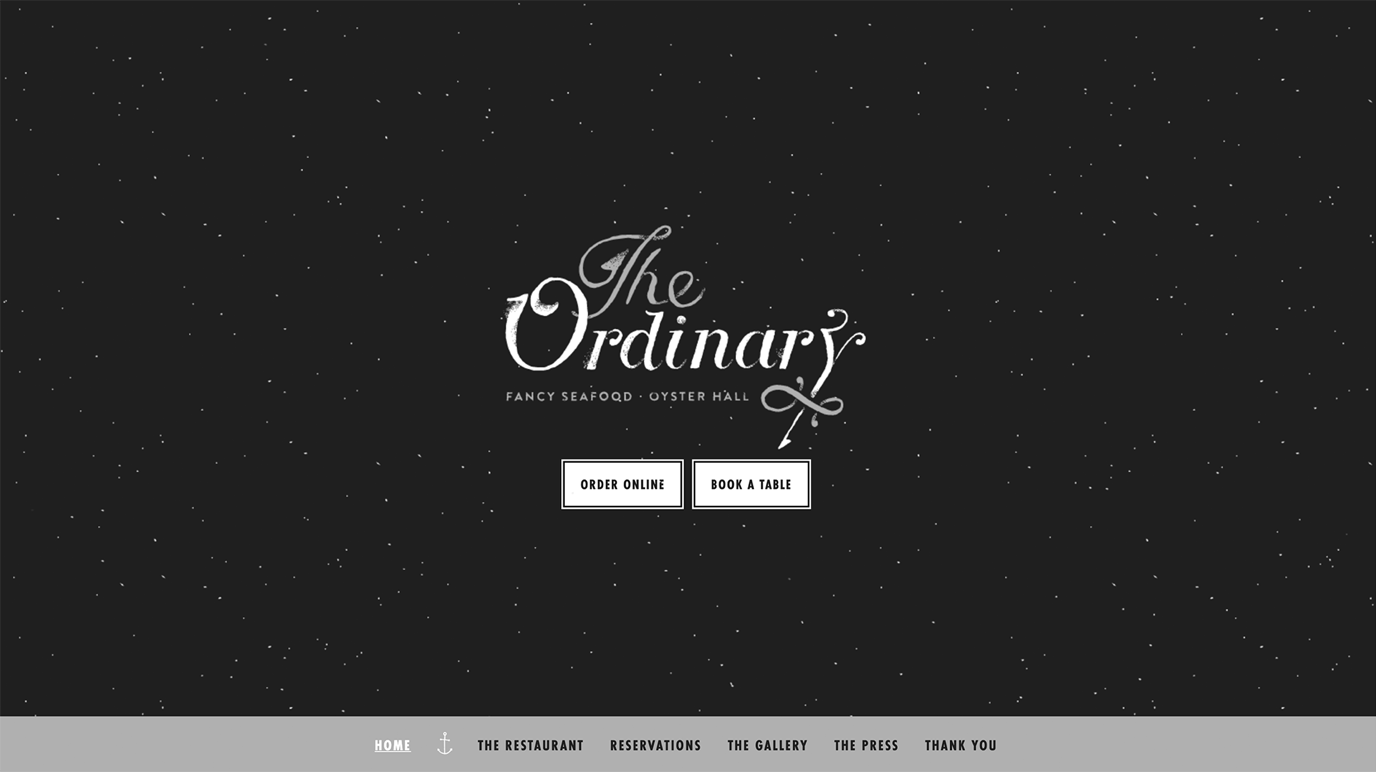 The
Ordinary
FANCY SEAFOOD · OYSTER HALL
ORDER ONLINE BOOK A TABLE
HOME THE RESTAURANT RESERVATIONS THE GALLERY THE PRESS THANK YOU